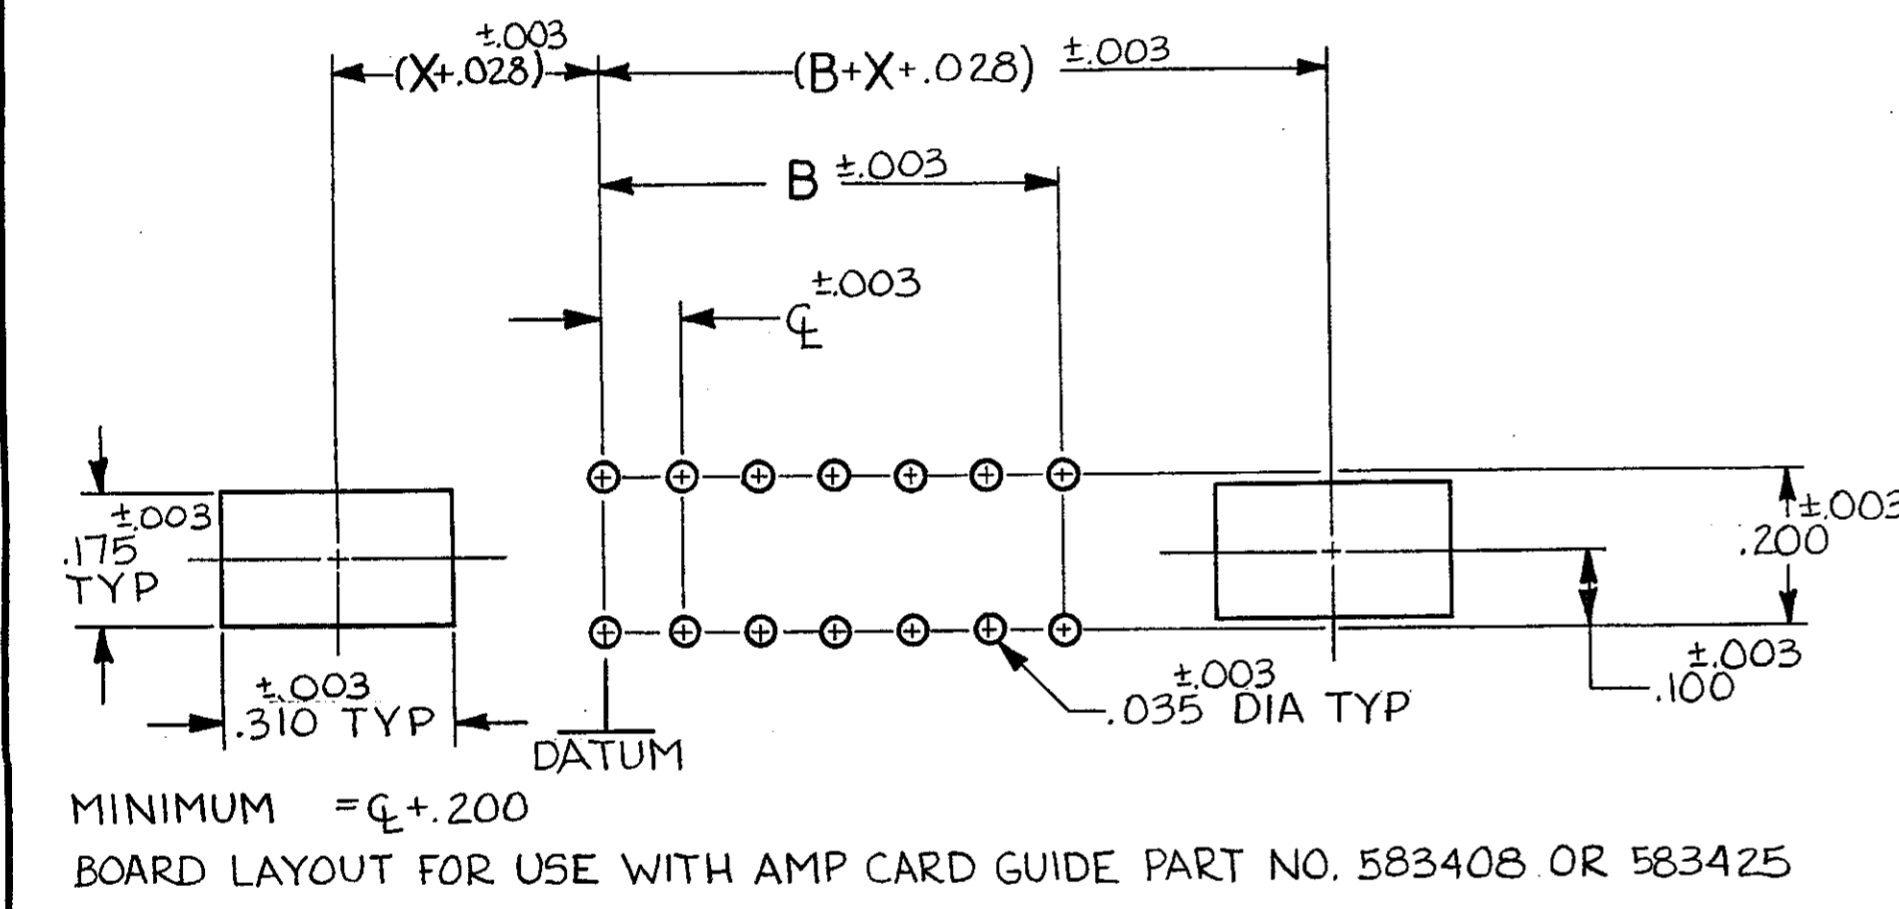 ±.003
(X+.028)
(B+X+.028) ±.003
B ±.003
±.003
℄
±.003
.175
TYP
±.003
.310 TYP
DATUM
±.003
.035 DIA TYP
±.003
.200
±.003
.100
MINIMUM = ℄+.200
BOARD LAYOUT FOR USE WITH AMP CARD GUIDE PART NO. 583408 OR 583425